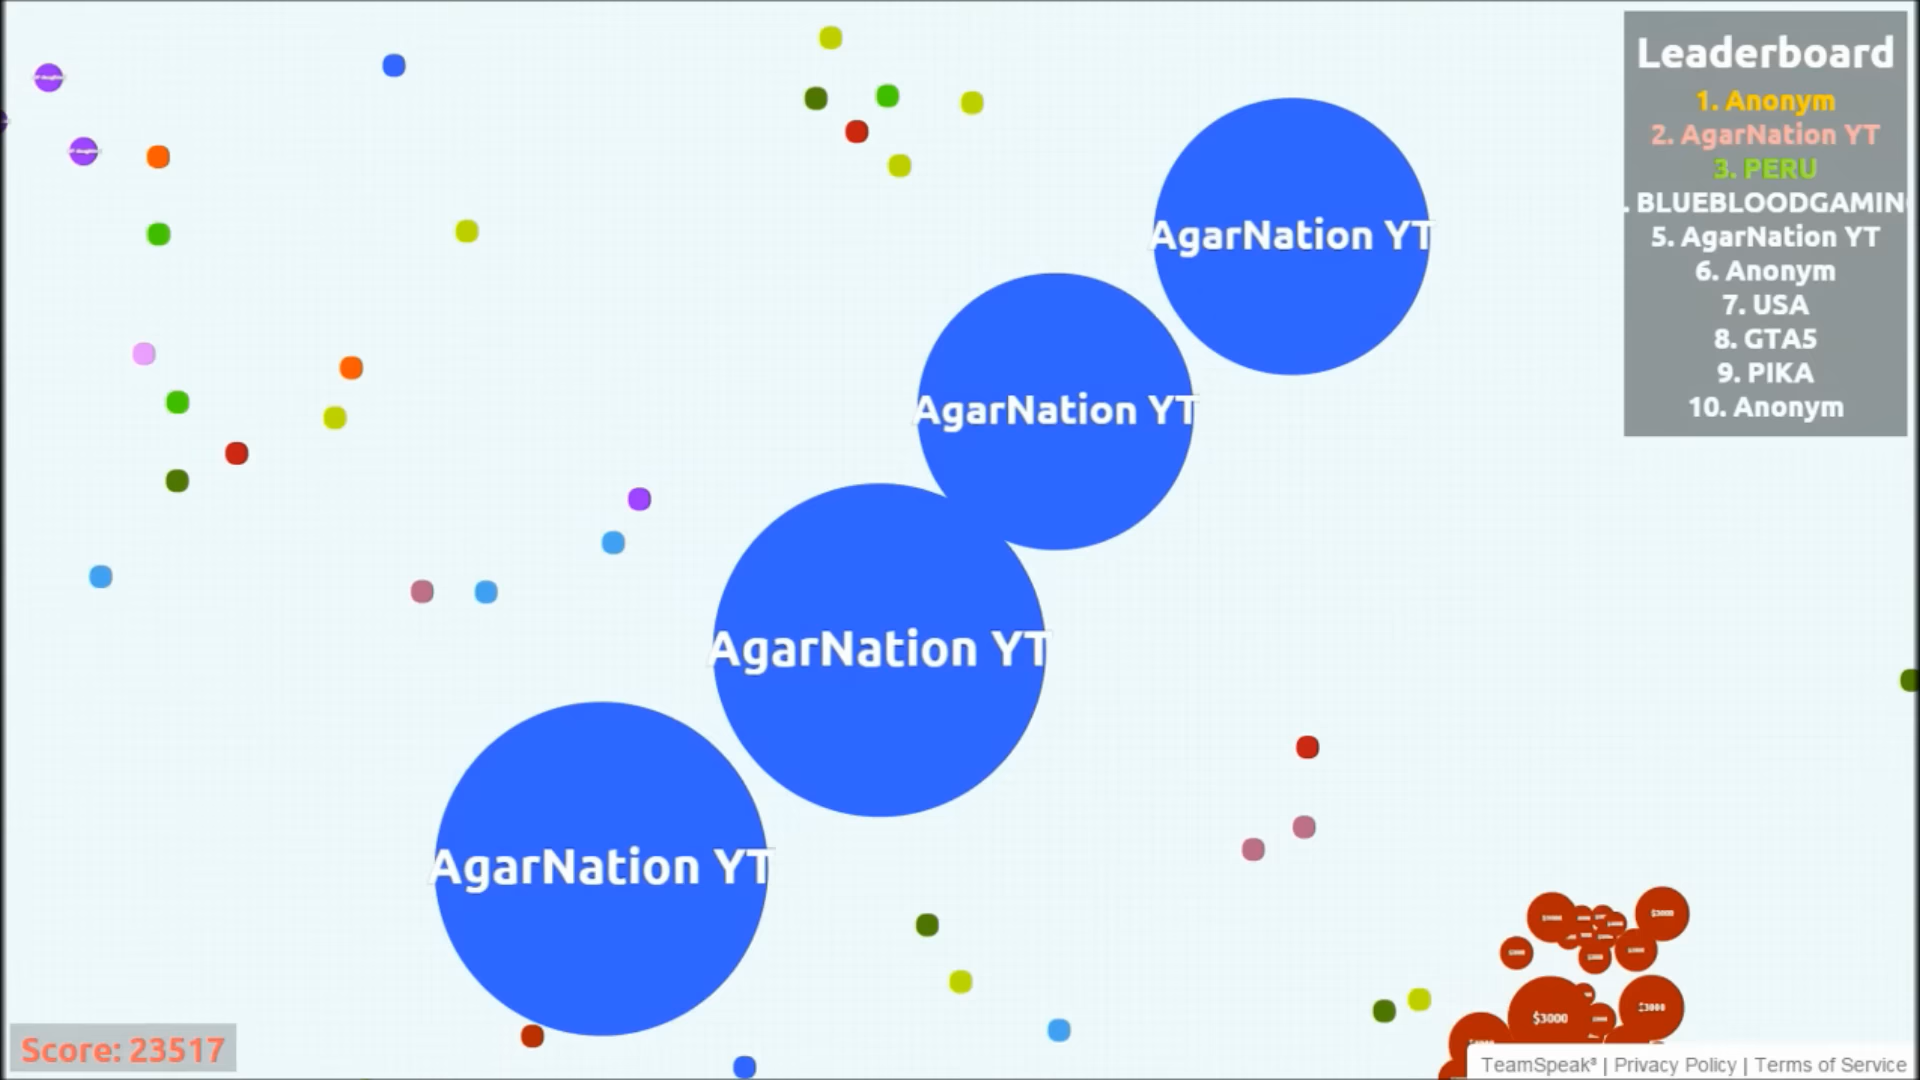 Leaderboard
1. Anonym
2. AgarNation YT
3. PERU
. BLUEBLOODGAMING
5. AgarNation YT
6. Anonym
7. USA
8. GTA5
9. PIKA
10. Anonym
AgarNation YT
AgarNation YT
AgarNation YT
AgarNation YT
$3000
$3000
$3000
Score: 23517
TeamSpeak³ | Privacy Policy | Terms of Service